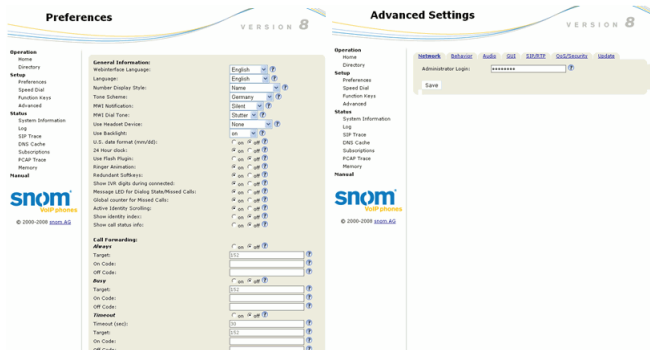 Preferences
VERSION 8
Operation
Home
Directory
Setup
Preferences
Speed Dial
Function Keys
Advanced
Status
System Information
Log
SIP Trace
DNS Cache
Subscriptions
PCAP Trace
Memory
Manual
snom
VoIP phones
© 2000-2008 snom AG
General Information:
Webinterface Language: English
Language: English
Number Display Style: Name
Tone Scheme: Germany
MWI Notification: Silent
MWI Dial Tone: Stutter
Use Headset Device: None
Use Backlight: on
U.S. date format (mm/dd): on off
24 Hour clock: on off
Use Flash Plugin: on off
Ringer Animation: on off
Redundant Softkeys: on off
Show IVR digits during connected: on off
Message LED for Dialog State/Missed Calls: on off
Global counter for Missed Calls: on off
Active Identity Scrolling: on off
Show identity index: on off
Show call status info: on off
Call Forwarding:
Always on off
Target: 152
On Code:
Off Code:
Busy on off
Target: 152
On Code:
Off Code:
Timeout on off
Timeout (sec): 30
Target: 152
On Code:
Off Code:
Advanced Settings
VERSION 8
Operation
Home
Directory
Setup
Preferences
Speed Dial
Function Keys
Advanced
Status
System Information
Log
SIP Trace
DNS Cache
Subscriptions
PCAP Trace
Memory
Manual
snom
VoIP phones
© 2000-2008 snom AG
Network Behavior Audio GUI SIP/RTP QoS/Security Update
Administrator Login: ••••••••
Save